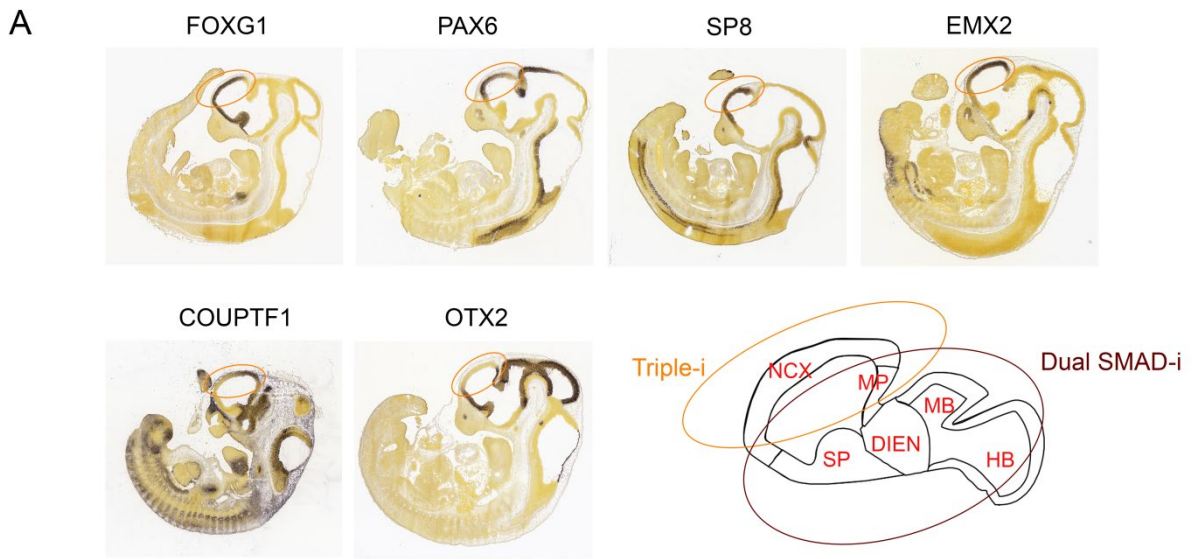 A
FOXG1 PAX6 SP8 EMX2
COUPTF1 OTX2
Triple-i
Dual SMAD-i
NCX
MP
MB
DIEN
SP
HB